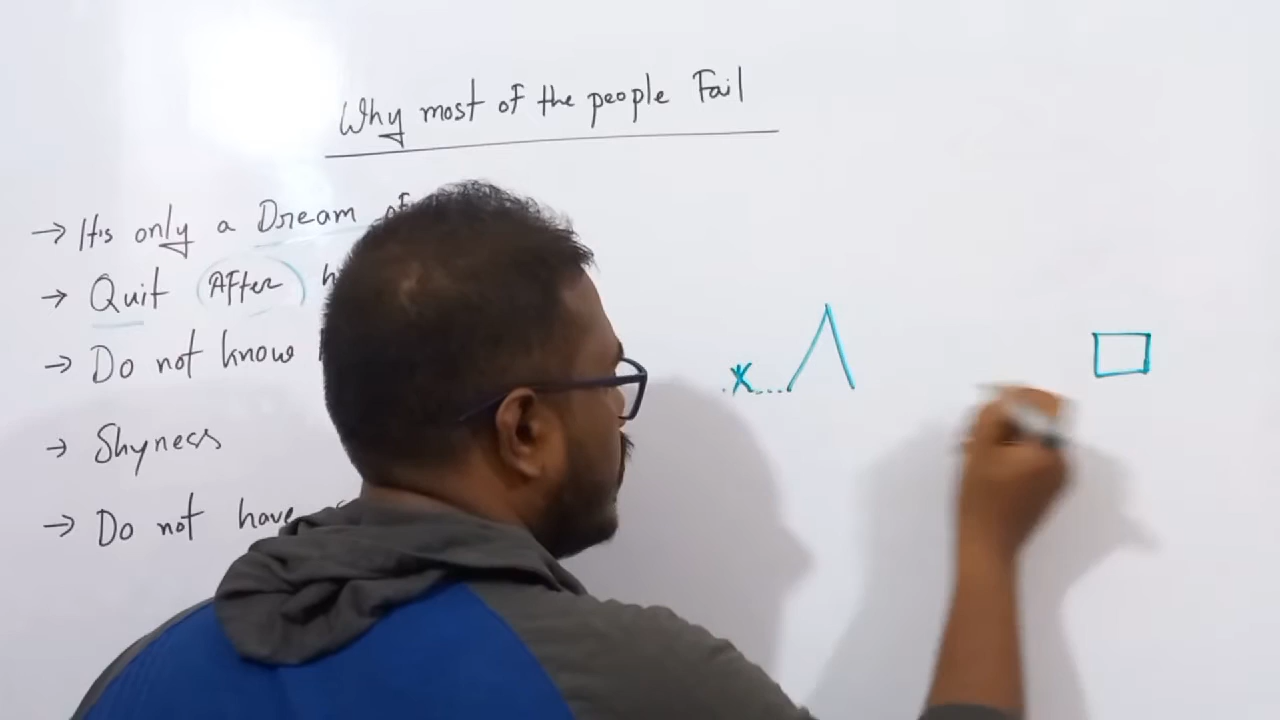 Why most of the people Fail
→ It's only a Dream of
→ Quit After
→ Do not know
→ Shyness
→ Do not have
x....